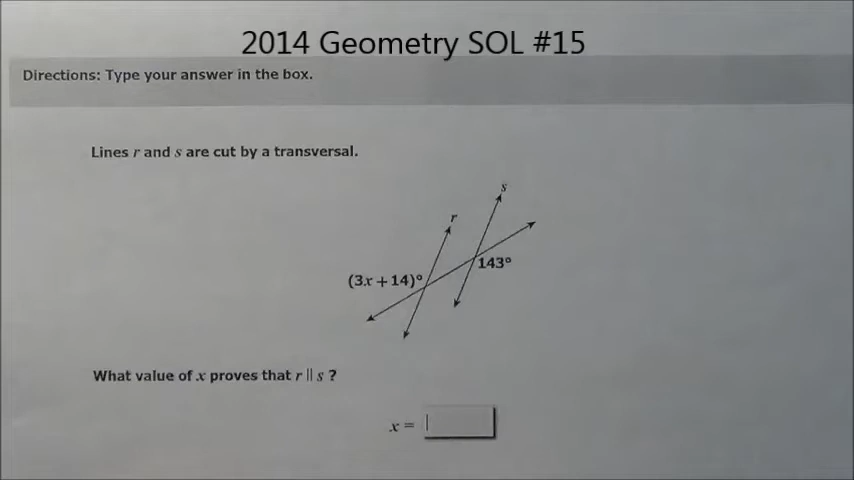 2014 Geometry SOL #15
Directions: Type your answer in the box.
Lines r and s are cut by a transversal.
s
r
143°
(3x + 14)°
What value of x proves that r || s ?
x =